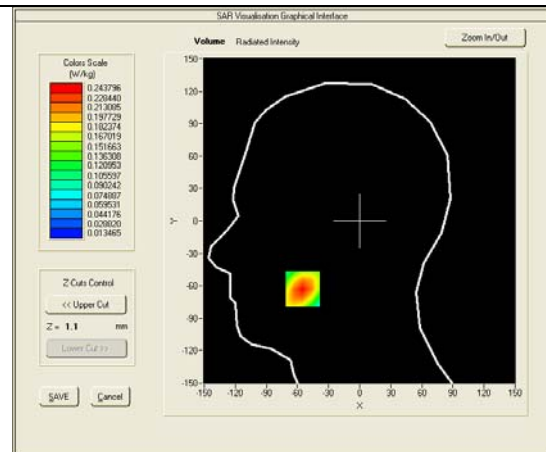 SAR Visualisation Graphical Interface
Volume Radiated Intensity
Zoom In/Out
Colors Scale
(W/kg)
0.243796
0.228440
0.213085
0.197729
0.182374
0.167019
0.151663
0.136308
0.120953
0.105597
0.090242
0.074887
0.059531
0.044176
0.028820
0.013465
150
120
90
60
30
0
-30
-60
-90
-120
-150
Y
-150 -120 -90 -60 -30 0 30 60 90 120 150
X
Z Cuts Control
<< Upper Cut
Z = 1.1 mm
Lower Cut >>
SAVE Cancel